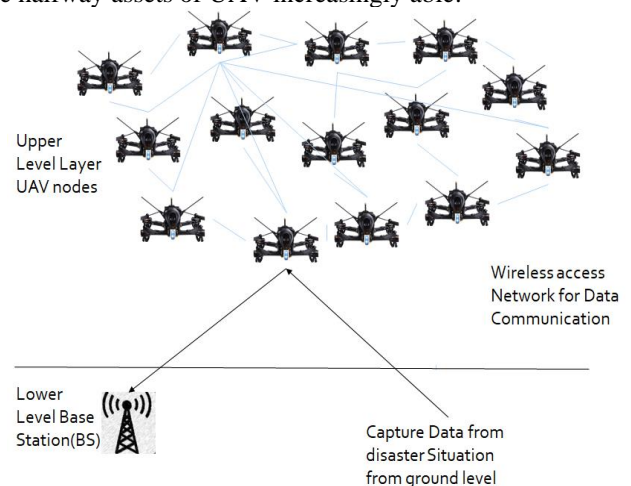 halfway assets of UAV increasingly able.
Upper
Level Layer
UAV nodes
Wireless access
Network for Data
Communication
Lower
Level Base
Station(BS)
Capture Data from
disaster Situation
from ground level